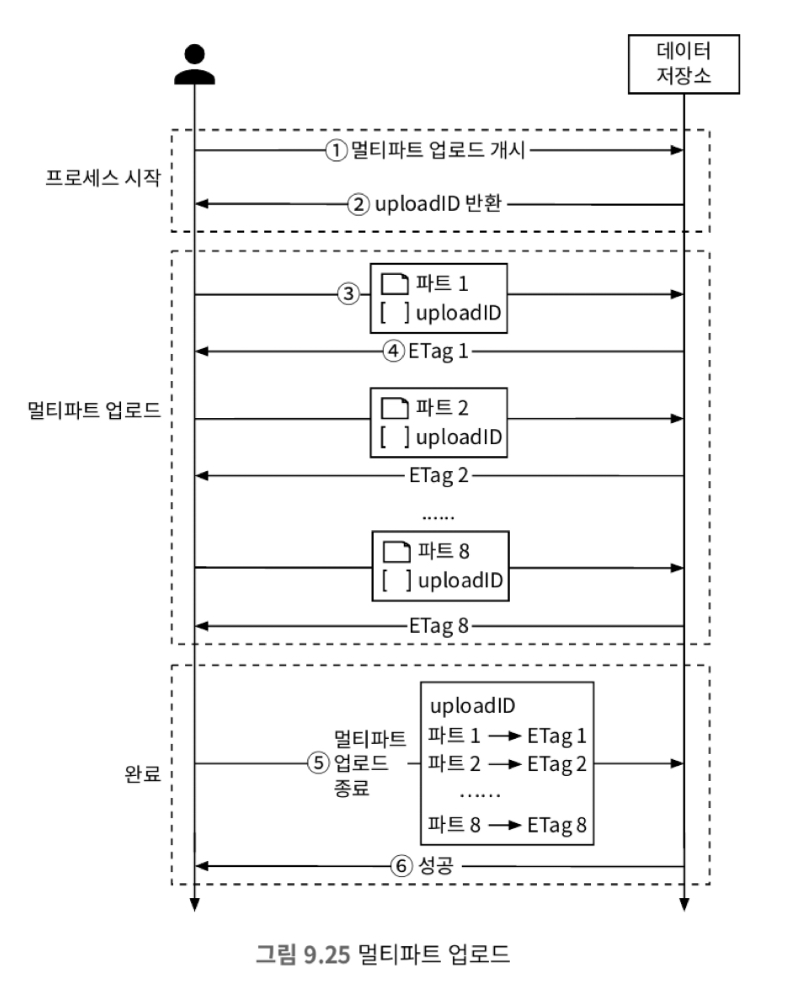 데이터
저장소
프로세스 시작
① 멀티파트 업로드 개시
② uploadID 반환
멀티파트 업로드
③
파트 1
[ ] uploadID
④ ETag 1
파트 2
[ ] uploadID
ETag 2
……
파트 8
[ ] uploadID
ETag 8
완료
⑤ 멀티파트
업로드
종료
uploadID
파트 1 → ETag 1
파트 2 → ETag 2
……
파트 8 → ETag 8
⑥ 성공
그림 9.25 멀티파트 업로드